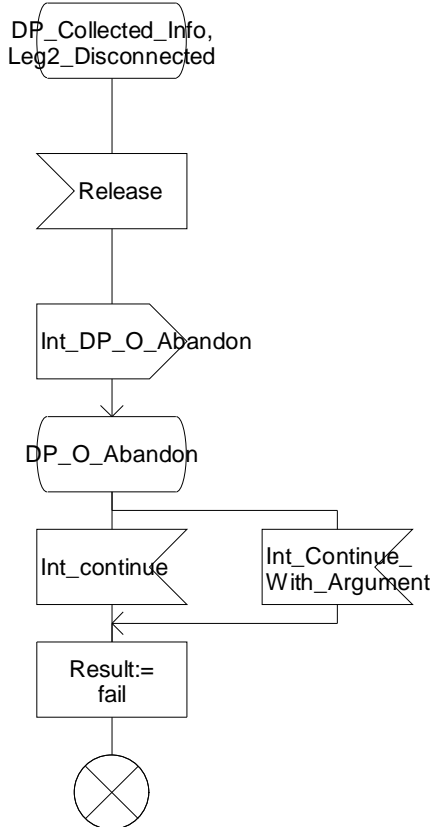 DP_Collected_Info,
Leg2_Disconnected
Release
Int_DP_O_Abandon
DP_O_Abandon
Int_continue
Int_Continue_
With_Argument
Result:=
fail